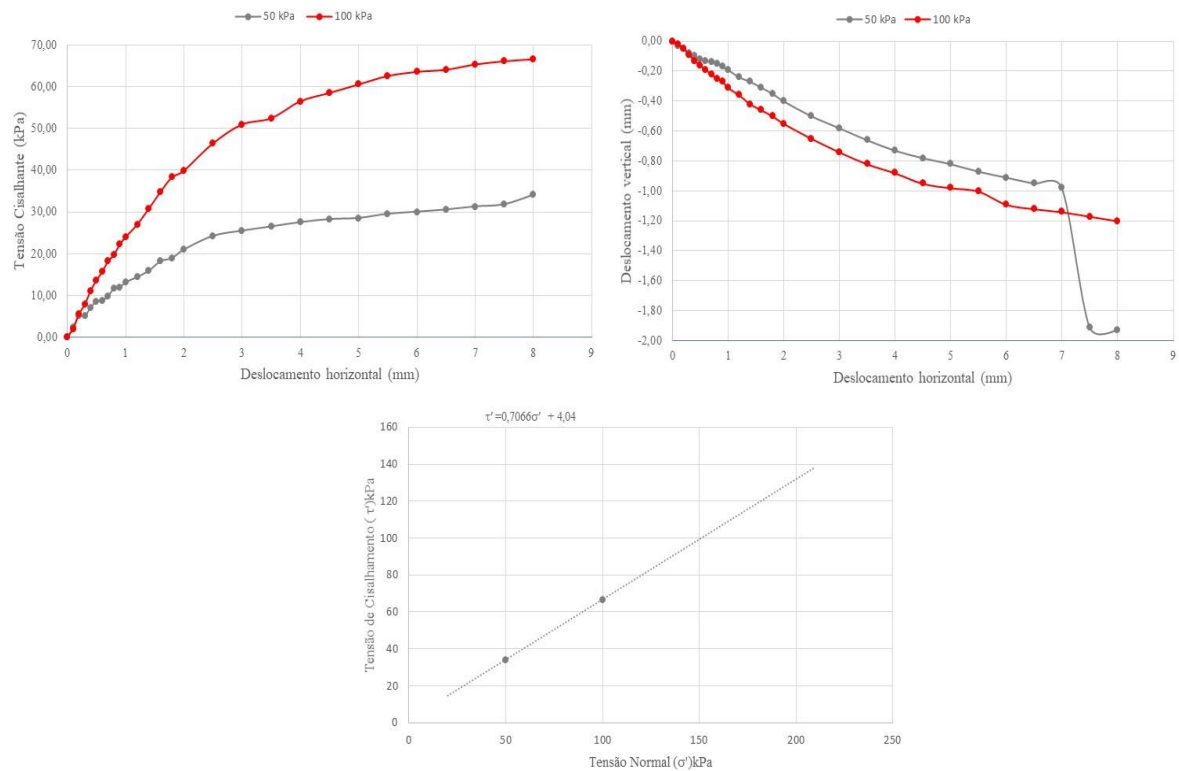 50 kPa 100 kPa
Tensão Cisalhante (kPa)
70,00
60,00
50,00
40,00
30,00
20,00
10,00
0,00
0 1 2 3 4 5 6 7 8 9
Deslocamento horizontal (mm)
50 kPa 100 kPa
Deslocamento vertical (mm)
0,00
-0,20
-0,40
-0,60
-0,80
-1,00
-1,20
-1,40
-1,60
-1,80
-2,00
0 1 2 3 4 5 6 7 8 9
Deslocamento horizontal (mm)
τ' =0,7066σ' + 4,04
Tensão de Cisalhamento ( τ')kPa
160
140
120
100
80
60
40
20
0
0 50 100 150 200 250
Tensão Normal (σ')kPa